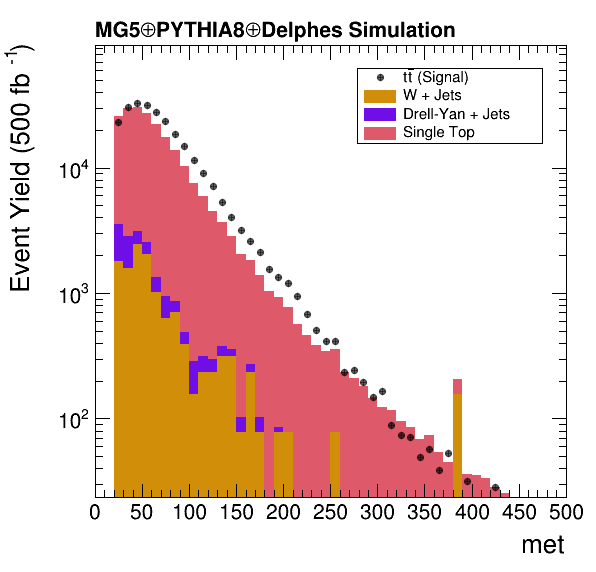 MG5⊕PYTHIA8⊕Delphes Simulation
Event Yield (500 fb⁻¹)
tt̄ (Signal)
W + Jets
Drell-Yan + Jets
Single Top
10⁴
10³
10²
0 50 100 150 200 250 300 350 400 450 500
met